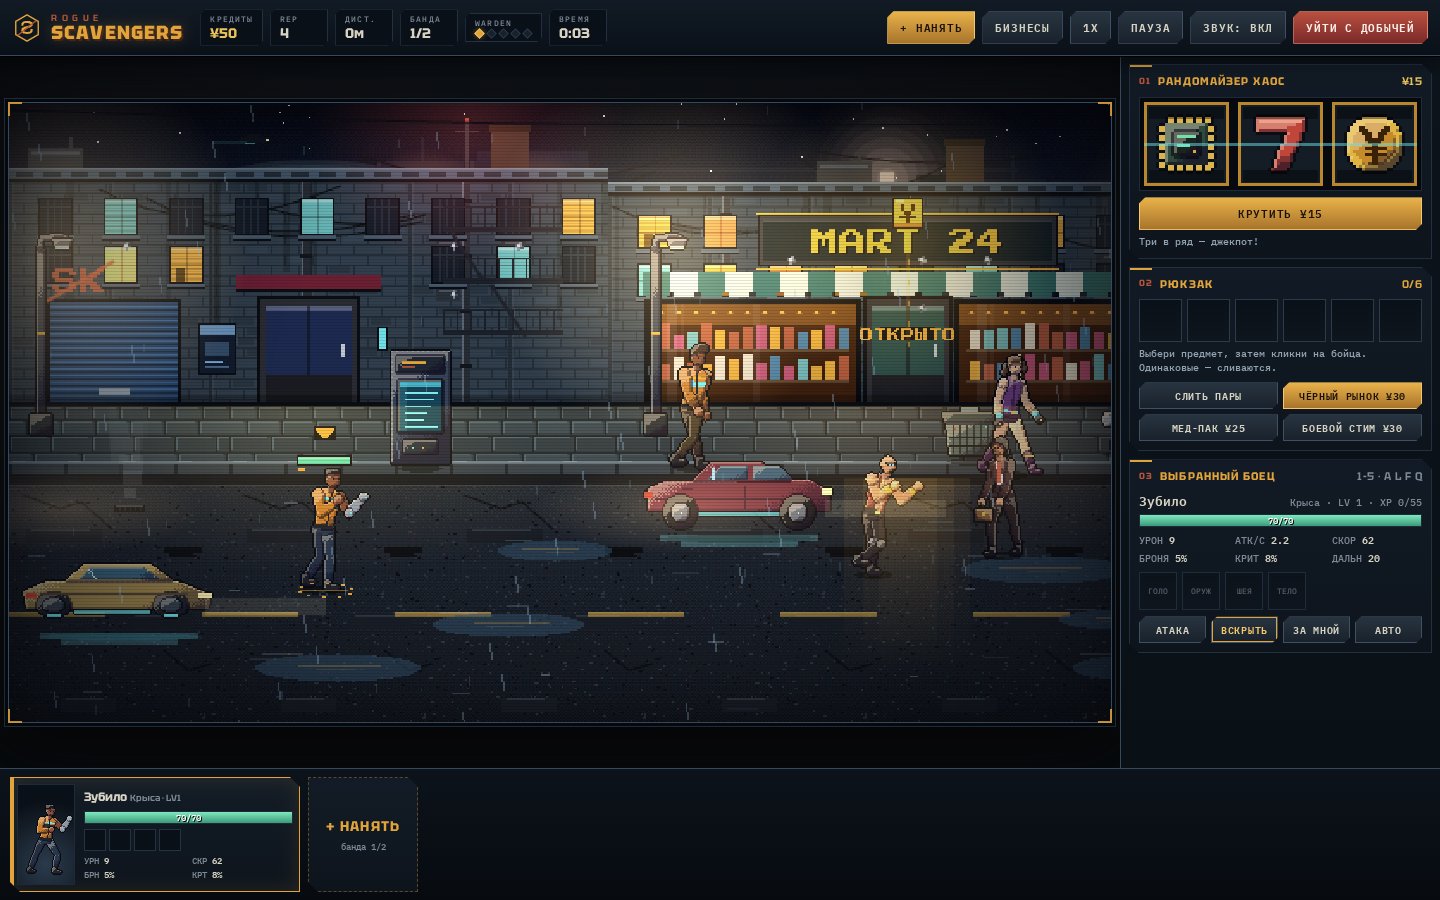 ROGUE
SCAVENGERS
КРЕДИТЫ
¥50
REP
4
ДИСТ.
0м
БАНДА
1/2
WARDEN
ВРЕМЯ
0:03
+ НАНЯТЬ
БИЗНЕСЫ
1X
ПАУЗА
ЗВУК: ВКЛ
УЙТИ С ДОБЫЧЕЙ
SK
MART 24
ОТКРЫТО
01 РАНДОМАЙЗЕР ХАОС ¥15
7
КРУТИТЬ ¥15
Три в ряд — джекпот!
02 РЮКЗАК 0/6
Выбери предмет, затем кликни на бойца.
Одинаковые — сливаются.
СЛИТЬ ПАРЫ
ЧЁРНЫЙ РЫНОК ¥30
МЕД-ПАК ¥25
БОЕВОЙ СТИМ ¥30
03 ВЫБРАННЫЙ БОЕЦ 1-5·A L F Q
Зубило Крыса · LV 1 · XP 0/55
70/70
УРОН 9 АТК/С 2.2 СКОР 62
БРОНЯ 5% КРИТ 8% ДАЛЬН 20
ГОЛО ОРУЖ ШЕЯ ТЕЛО
АТАКА ВСКРЫТЬ ЗА МНОЙ АВТО
Зубило Крыса·LV1
70/70
УРН 9 СКР 62
БРН 5% КРТ 8%
+ НАНЯТЬ
банда 1/2